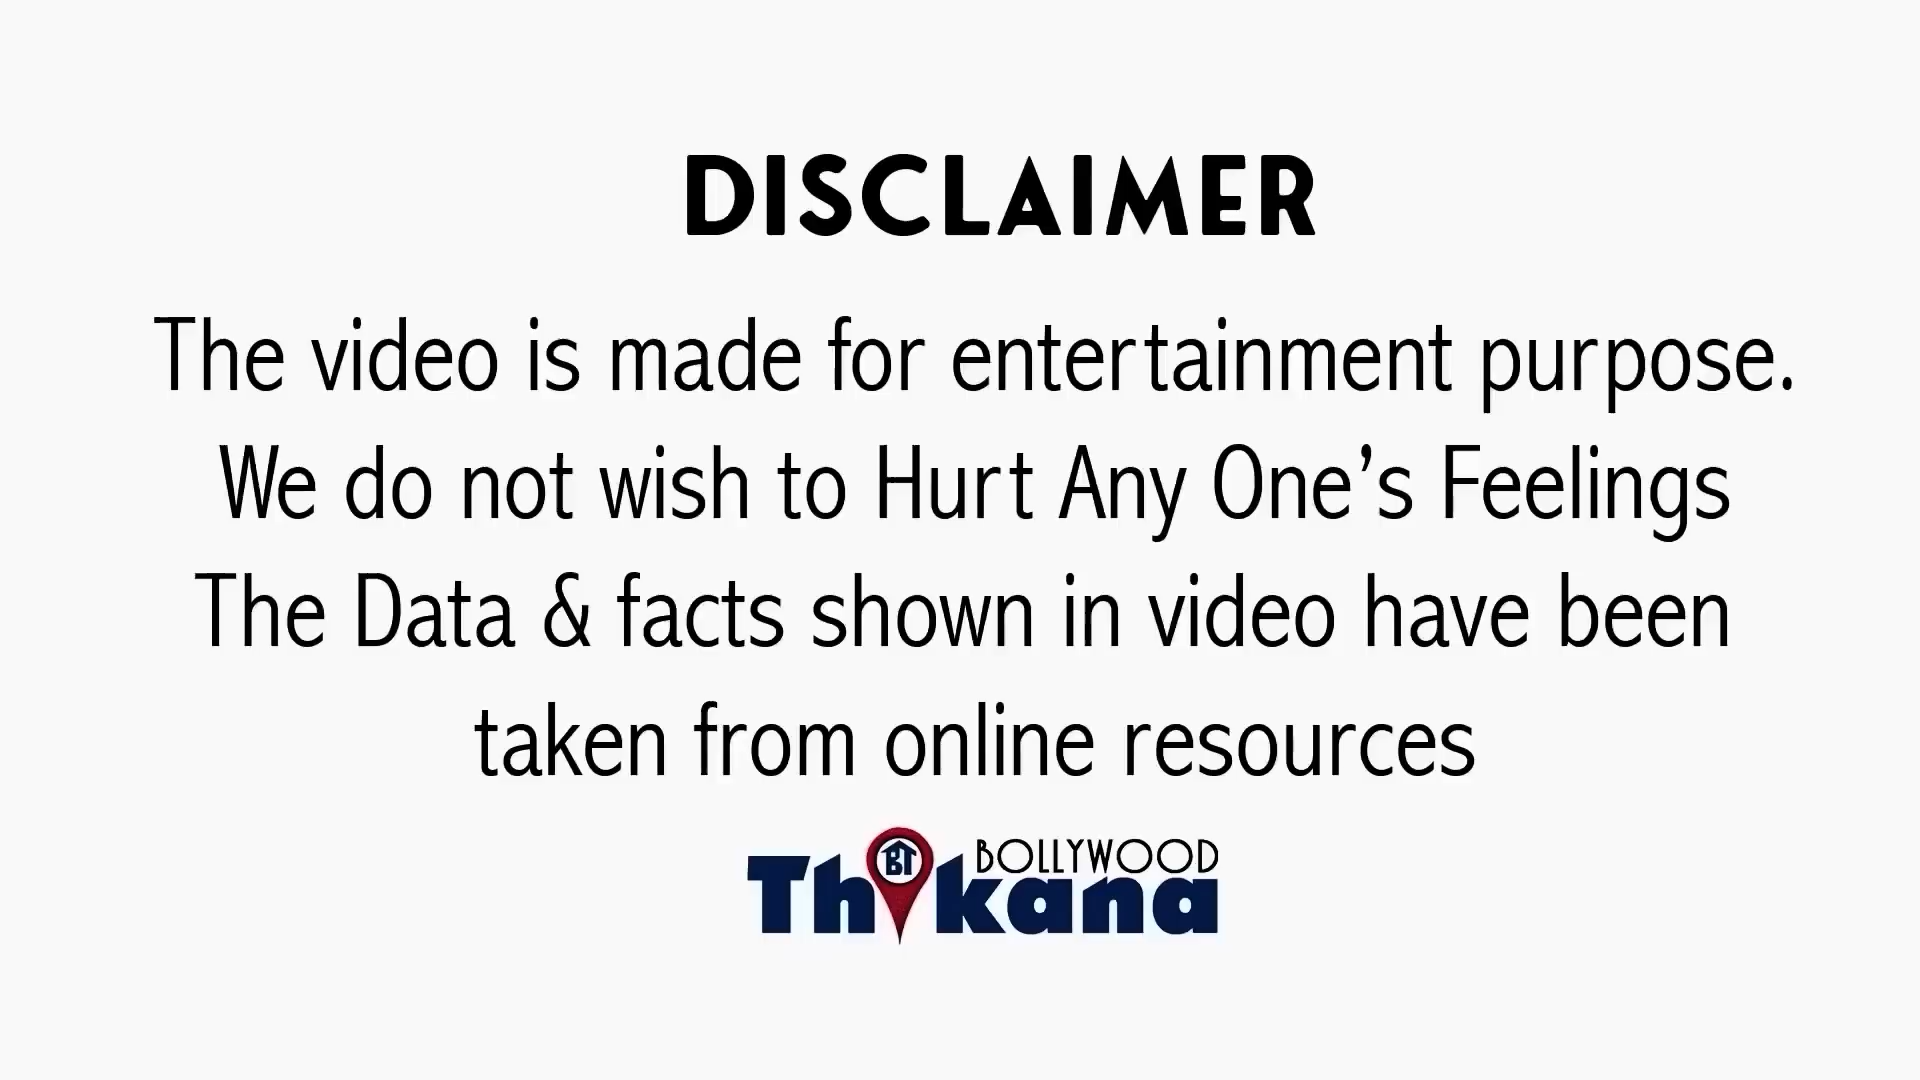 DISCLAIMER
The video is made for entertainment purpose.
We do not wish to Hurt Any One’s Feelings
The Data & facts shown in video have been
taken from online resources
BT
BOLLYWOOD
Thikana